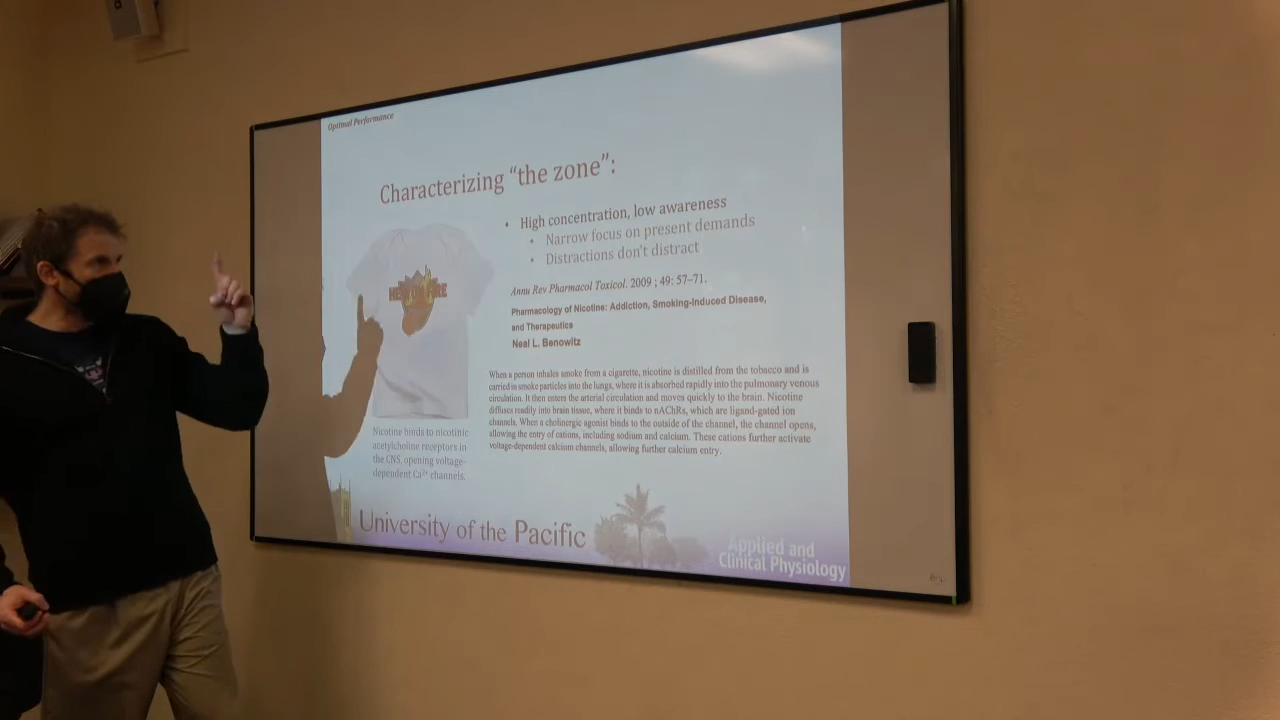 Optimal Performance
Characterizing “the zone”:
• High concentration, low awareness
• Narrow focus on present demands
• Distractions don't distract
Annu Rev Pharmacol Toxicol. 2009 ; 49: 57–71.
Pharmacology of Nicotine: Addiction, Smoking-Induced Disease,
and Therapeutics
Neal L. Benowitz
When a person inhales smoke from a cigarette, nicotine is distilled from the tobacco and is
carried in smoke particles into the lungs, where it is absorbed rapidly into the pulmonary venous
circulation. It then enters the arterial circulation and moves quickly to the brain. Nicotine
diffuses readily into brain tissue, where it binds to nAChRs, which are ligand-gated ion
channels. When a cholinergic agonist binds to the outside of the channel, the channel opens,
allowing the entry of cations, including sodium and calcium. These cations further activate
voltage-dependent calcium channels, allowing further calcium entry.
Nicotine binds to nicotinic
acetylcholine receptors in
the CNS, opening voltage-
dependent Ca²⁺ channels.
University of the Pacific
Applied and
Clinical Physiology